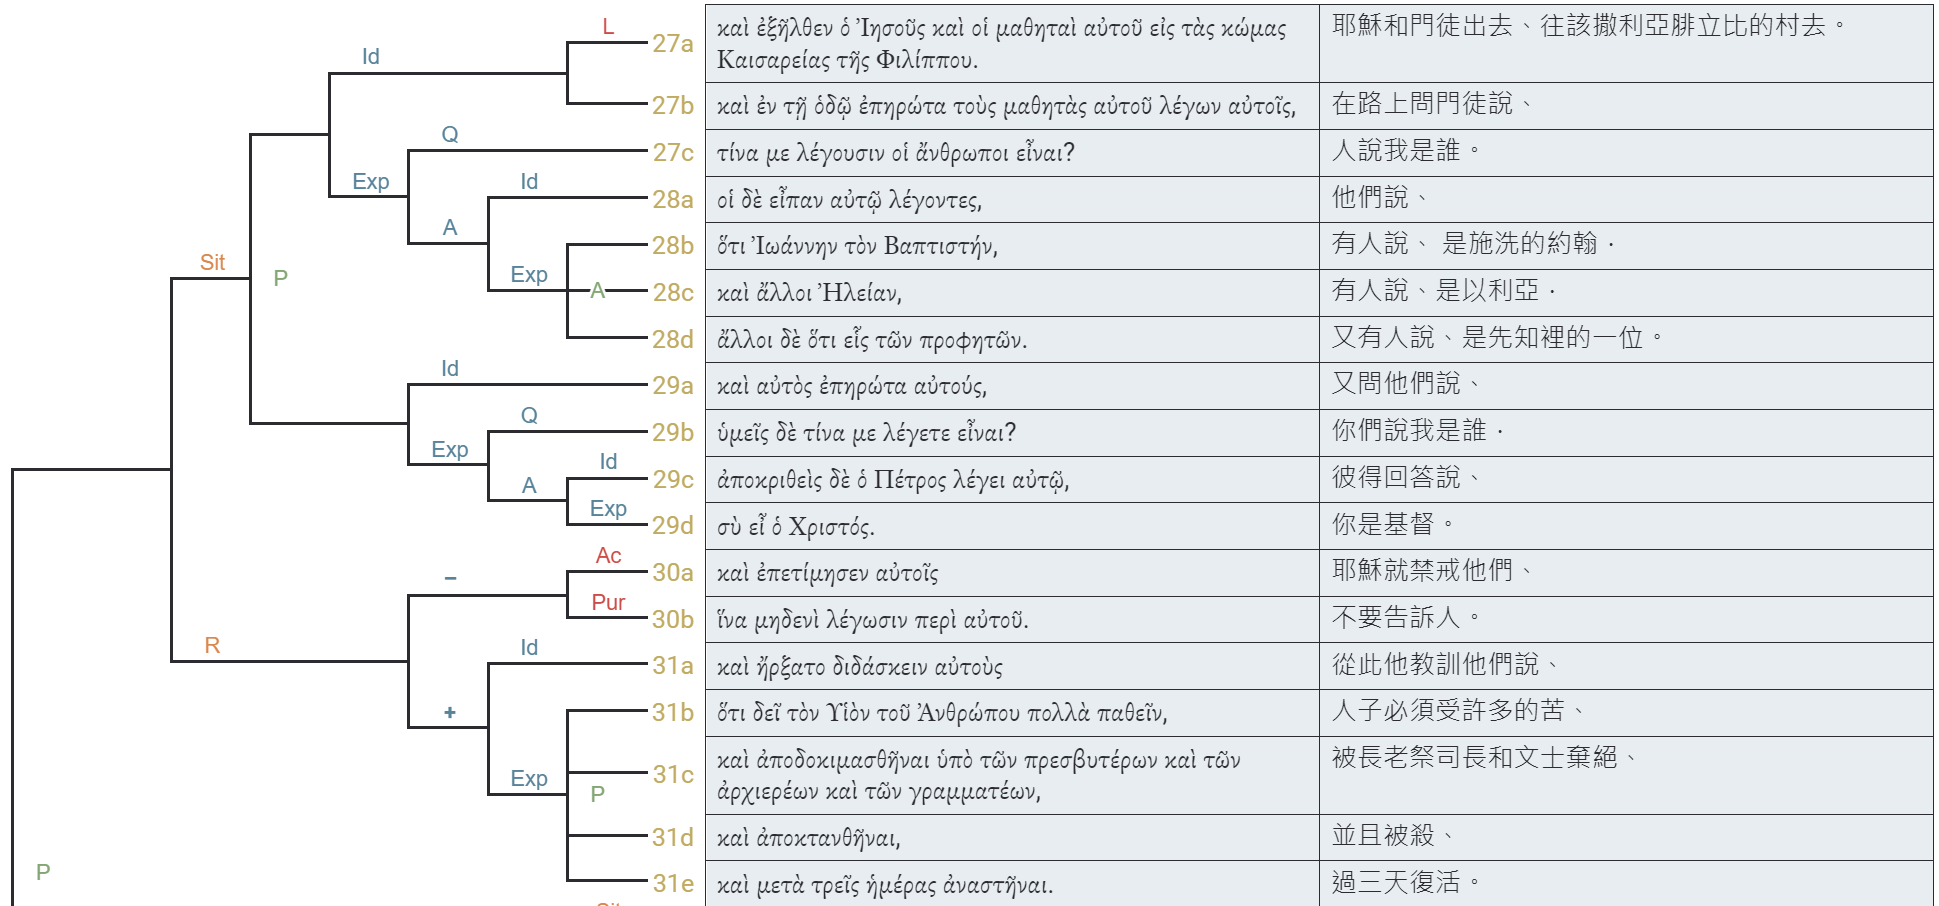 L
27a
καὶ ἐξῆλθεν ὁ Ἰησοῦς καὶ οἱ μαθηταὶ αὐτοῦ εἰς τὰς κώμας
Καισαρείας τῆς Φιλίππου.
耶穌和門徒出去、往該撒利亞腓立比的村去。
Id
27b
καὶ ἐν τῇ ὁδῷ ἐπηρώτα τοὺς μαθητὰς αὐτοῦ λέγων αὐτοῖς,
在路上問門徒說、
Q
27c
τίνα με λέγουσιν οἱ ἄνθρωποι εἶναι?
人說我是誰。
Exp
Id
28a
οἱ δὲ εἶπαν αὐτῷ λέγοντες,
他們說、
A
28b
ὅτι Ἰωάννην τὸν Βαπτιστήν,
有人說、 是施洗的約翰．
Sit
P
Exp
A
28c
καὶ ἄλλοι Ἠλείαν,
有人說、是以利亞．
28d
ἄλλοι δὲ ὅτι εἷς τῶν προφητῶν.
又有人說、是先知裡的一位。
Id
29a
καὶ αὐτὸς ἐπηρώτα αὐτούς,
又問他們說、
Q
29b
ὑμεῖς δὲ τίνα με λέγετε εἶναι?
你們說我是誰．
Exp
Id
29c
ἀποκριθεὶς δὲ ὁ Πέτρος λέγει αὐτῷ,
彼得回答說、
A
Exp
29d
σὺ εἶ ὁ Χριστός.
你是基督。
−
Ac
30a
καὶ ἐπετίμησεν αὐτοῖς
耶穌就禁戒他們、
Pur
30b
ἵνα μηδενὶ λέγωσιν περὶ αὐτοῦ.
不要告訴人。
R
Id
31a
καὶ ἤρξατο διδάσκειν αὐτοὺς
從此他教訓他們說、
+
31b
ὅτι δεῖ τὸν Υἱὸν τοῦ Ἀνθρώπου πολλὰ παθεῖν,
人子必須受許多的苦、
Exp
P
31c
καὶ ἀποδοκιμασθῆναι ὑπὸ τῶν πρεσβυτέρων καὶ τῶν
ἀρχιερέων καὶ τῶν γραμματέων,
被長老祭司長和文士棄絕、
31d
καὶ ἀποκτανθῆναι,
並且被殺、
P
31e
καὶ μετὰ τρεῖς ἡμέρας ἀναστῆναι.
過三天復活。